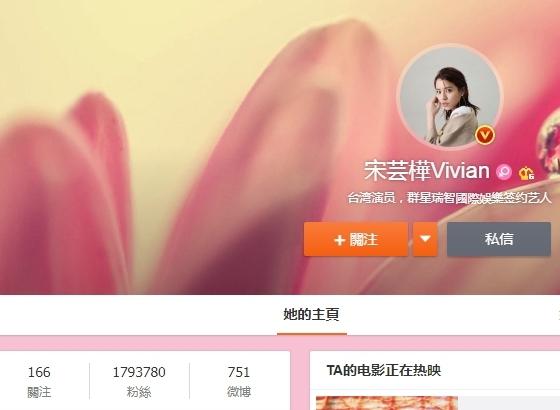 宋芸樺Vivian
台湾演员，群星瑞智國際娛樂签约艺人
+ 關注
私信
她的主頁
166
1793780
751
關注
粉絲
微博
TA的电影正在热映